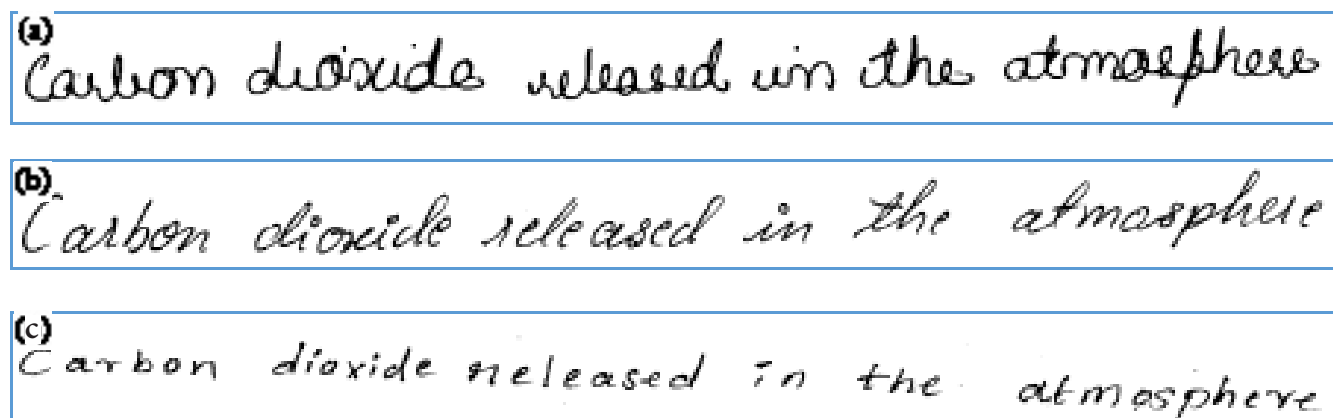 (a)
Carbon dioxide released in the atmosphere
(b)
Carbon dioxide released in the atmosphere
(c)
Carbon dioxide released in the atmosphere